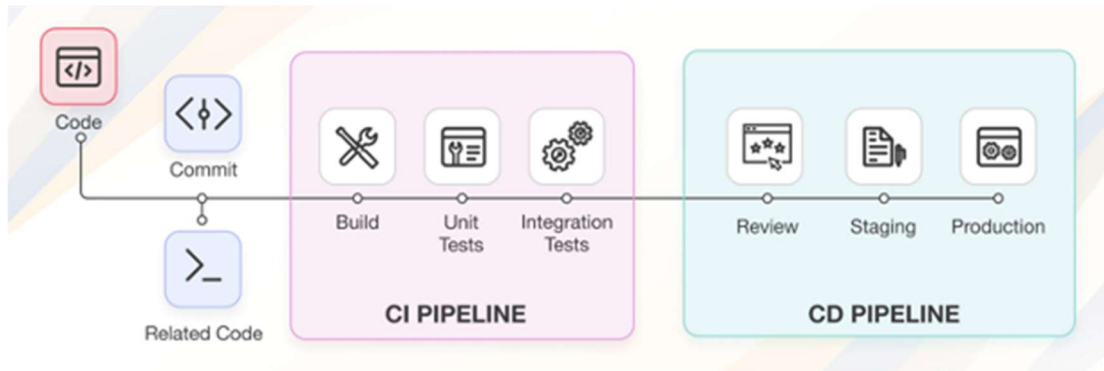 Code
Commit
Related Code
Build
Unit
Tests
Integration
Tests
CI PIPELINE
Review
Staging
Production
CD PIPELINE